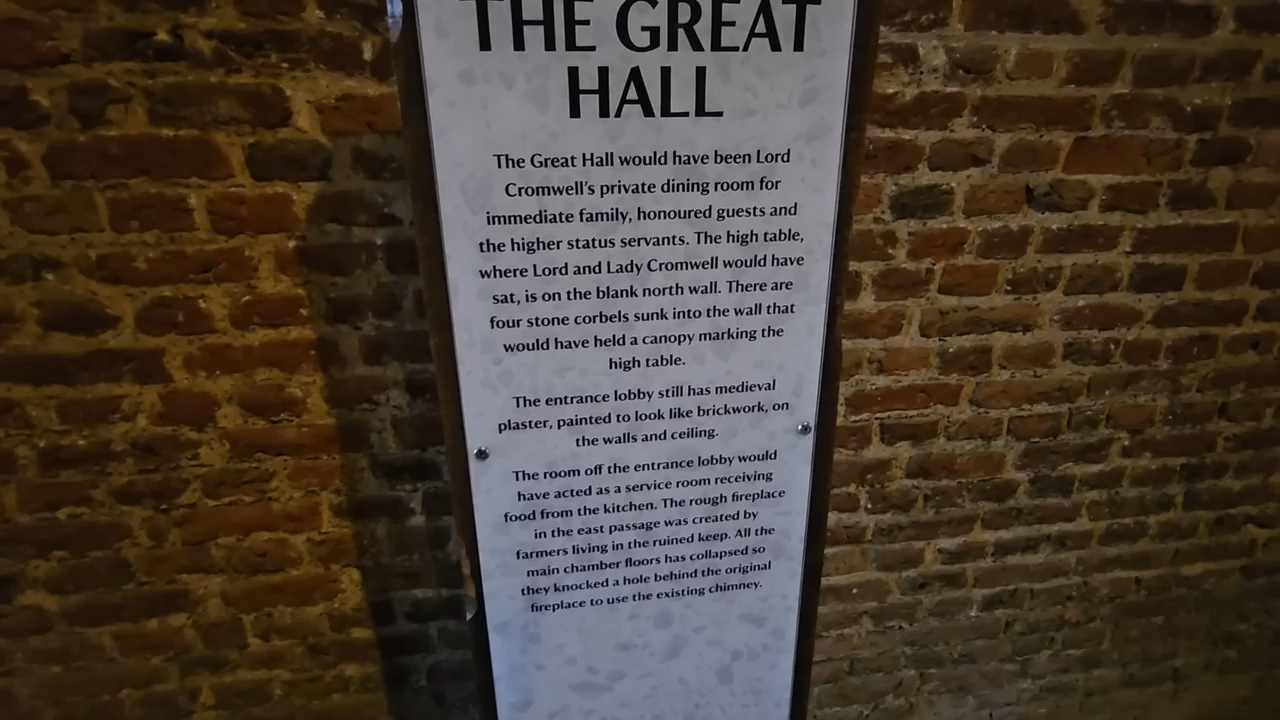 THE GREAT
HALL
The Great Hall would have been Lord
Cromwell's private dining room for
immediate family, honoured guests and
the higher status servants. The high table,
where Lord and Lady Cromwell would have
sat, is on the blank north wall. There are
four stone corbels sunk into the wall that
would have held a canopy marking the
high table.
The entrance lobby still has medieval
plaster, painted to look like brickwork, on
the walls and ceiling.
The room off the entrance lobby would
have acted as a service room receiving
food from the kitchen. The rough fireplace
in the east passage was created by
farmers living in the ruined keep. All the
main chamber floors has collapsed so
they knocked a hole behind the original
fireplace to use the existing chimney.